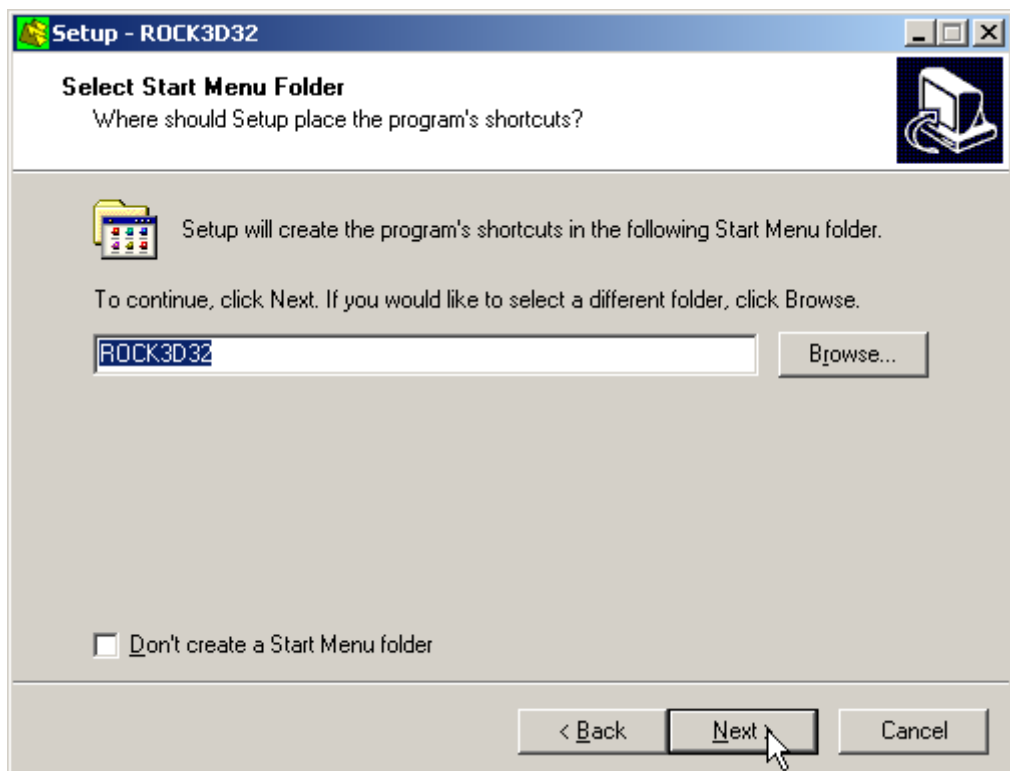 Setup - ROCK3D32
Select Start Menu Folder
Where should Setup place the program's shortcuts?
Setup will create the program's shortcuts in the following Start Menu folder.
To continue, click Next. If you would like to select a different folder, click Browse.
ROCK3D32
Browse...
Don't create a Start Menu folder
< Back
Next >
Cancel